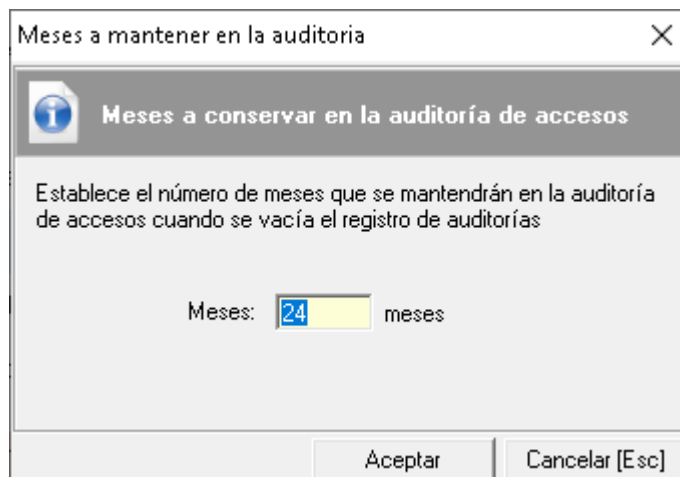 Meses a mantener en la auditoria
Meses a conservar en la auditoría de accesos
Establece el número de meses que se mantendrán en la auditoría
de accesos cuando se vacía el registro de auditorías
Meses: 24 meses
Aceptar Cancelar [Esc]